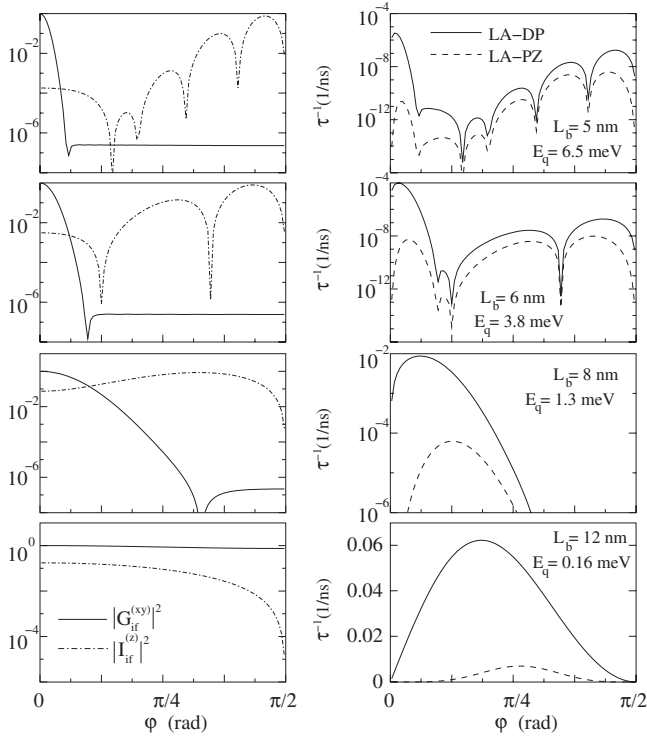 10^-2
10^-6
τ^-1 (1/ns)
10^-4
10^-8
10^-12
10^-4
LA−DP
LA−PZ
L_b = 5 nm
E_q = 6.5 meV
10^-2
10^-6
τ^-1 (1/ns)
10^-8
10^-12
L_b = 6 nm
E_q = 3.8 meV
10^-2
10^-6
τ^-1 (1/ns)
10^-2
10^-4
10^-6
L_b = 8 nm
E_q = 1.3 meV
10^0
10^-4
|G_if^(xy)|^2
|I_if^(z)|^2
0 π/4 π/2
φ (rad)
τ^-1 (1/ns)
0.06
0.04
0.02
0
L_b = 12 nm
E_q = 0.16 meV
0 π/4 π/2
φ (rad)